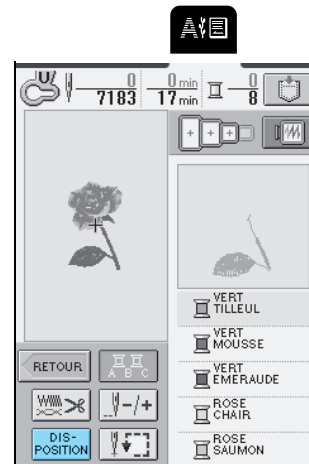 A
U 0 0 min 0
7183 17 min 8
VERT
TILLEUL
VERT
MOUSSE
VERT
EMERAUDE
ROSE
CHAIR
ROSE
SAUMON
RETOUR
A B C
-/+
DIS-
POSITION